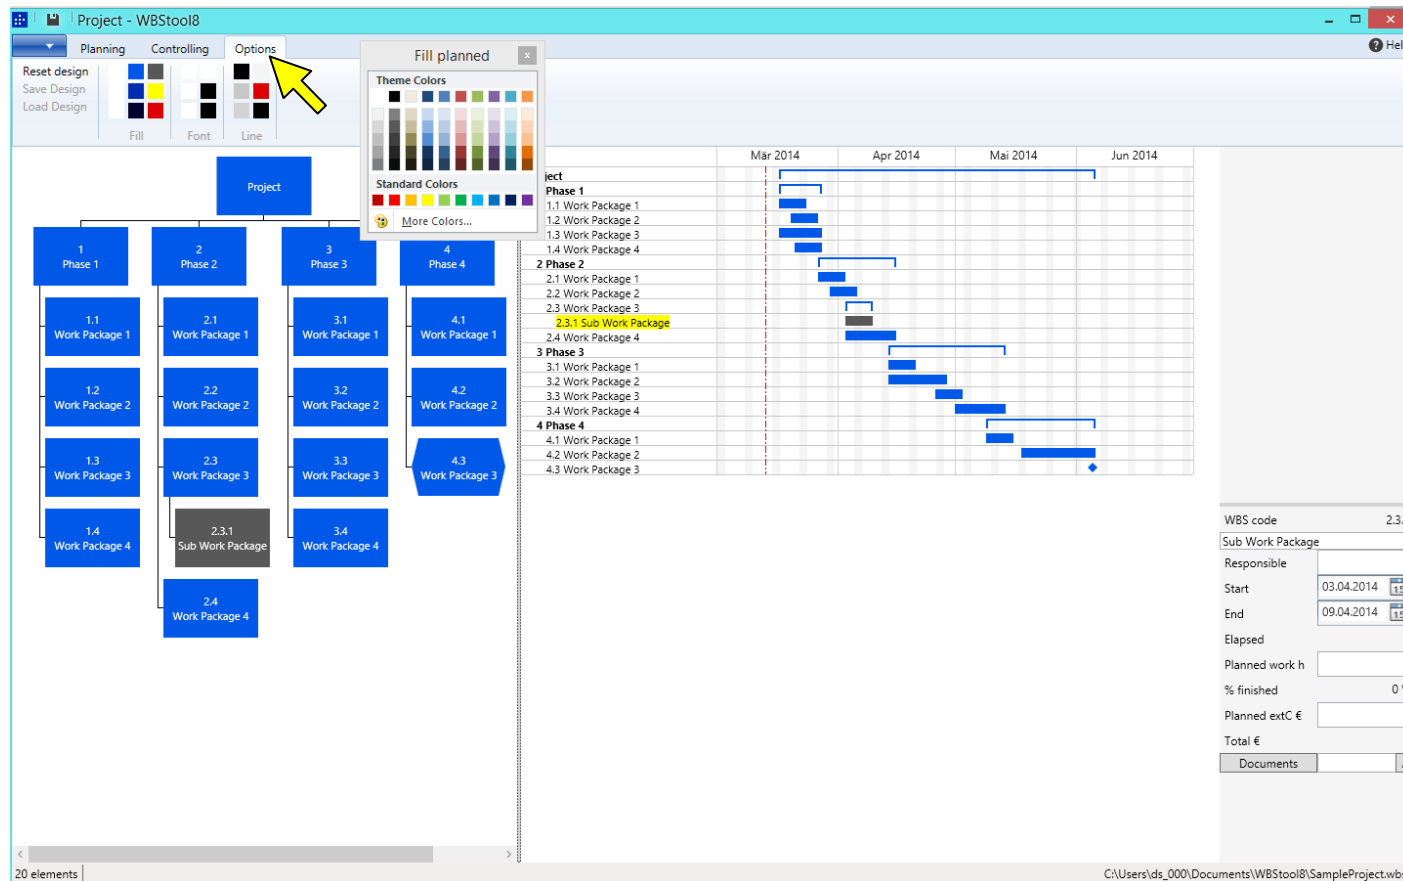 Project - WBStool8
Planning Controlling Options
Help
Reset design
Save Design
Load Design
Fill Font Line
Fill planned
Theme Colors
Standard Colors
More Colors...
Project
1
Phase 1
2
Phase 2
3
Phase 3
4
Phase 4
1.1
Work Package 1
2.1
Work Package 1
3.1
Work Package 1
4.1
Work Package 1
1.2
Work Package 2
2.2
Work Package 2
3.2
Work Package 2
4.2
Work Package 2
1.3
Work Package 3
2.3
Work Package 3
3.3
Work Package 3
4.3
Work Package 3
1.4
Work Package 4
2.3.1
Sub Work Package
3.4
Work Package 4
2.4
Work Package 4
Mär 2014 Apr 2014 Mai 2014 Jun 2014
ject
Phase 1
1.1 Work Package 1
1.2 Work Package 2
1.3 Work Package 3
1.4 Work Package 4
2 Phase 2
2.1 Work Package 1
2.2 Work Package 2
2.3 Work Package 3
2.3.1 Sub Work Package
2.4 Work Package 4
3 Phase 3
3.1 Work Package 1
3.2 Work Package 2
3.3 Work Package 3
3.4 Work Package 4
4 Phase 4
4.1 Work Package 1
4.2 Work Package 2
4.3 Work Package 3
WBS code 2.3.
Sub Work Package
Responsible
Start 03.04.2014 15
End 09.04.2014 15
Elapsed
Planned work h
% finished 0
Planned extC €
Total €
Documents
20 elements
C:\Users\ds_000\Documents\WBStool8\SampleProject.wbs